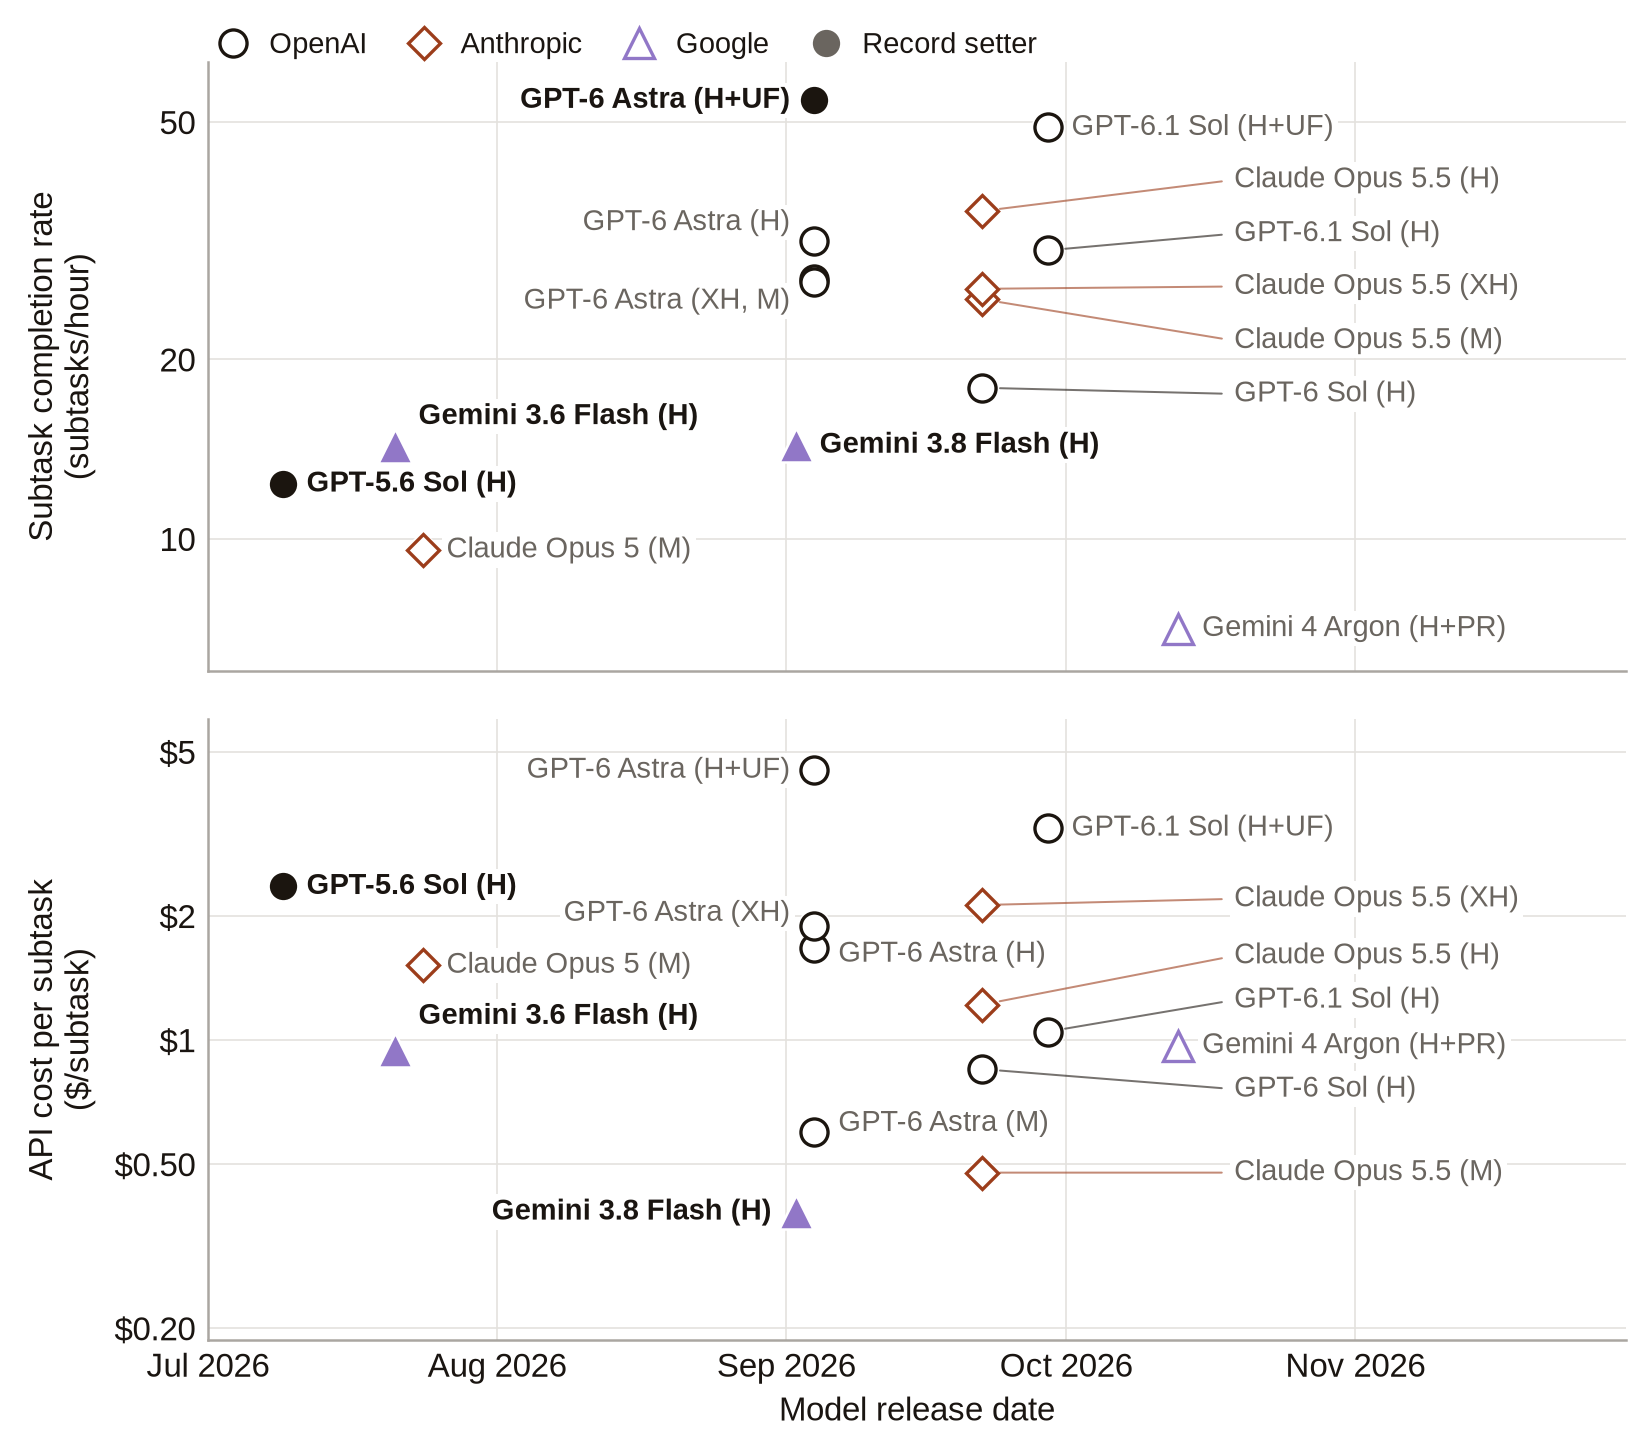 OpenAI
Anthropic
Google
Record setter
Subtask completion rate
(subtasks/hour)
50
20
10
GPT-6 Astra (H+UF)
GPT-6.1 Sol (H+UF)
Claude Opus 5.5 (H)
GPT-6 Astra (H)
GPT-6.1 Sol (H)
Claude Opus 5.5 (XH)
GPT-6 Astra (XH, M)
Claude Opus 5.5 (M)
GPT-6 Sol (H)
Gemini 3.6 Flash (H)
Gemini 3.8 Flash (H)
GPT-5.6 Sol (H)
Claude Opus 5 (M)
Gemini 4 Argon (H+PR)
API cost per subtask
($/subtask)
$5
$2
$1
$0.50
$0.20
GPT-6 Astra (H+UF)
GPT-6.1 Sol (H+UF)
GPT-5.6 Sol (H)
Claude Opus 5.5 (XH)
GPT-6 Astra (XH)
GPT-6 Astra (H)
Claude Opus 5.5 (H)
Claude Opus 5 (M)
GPT-6.1 Sol (H)
Gemini 3.6 Flash (H)
Gemini 4 Argon (H+PR)
GPT-6 Sol (H)
GPT-6 Astra (M)
Claude Opus 5.5 (M)
Gemini 3.8 Flash (H)
Jul 2026
Aug 2026
Sep 2026
Oct 2026
Nov 2026
Model release date